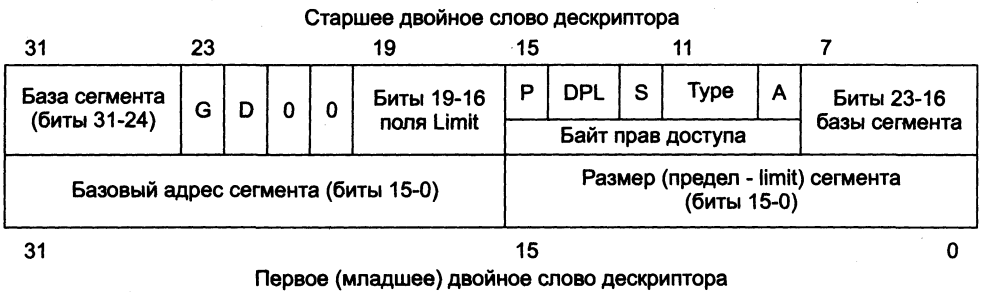 Старшее двойное слово дескриптора
31 23 19 15 11 7
База сегмента (биты 31-24) G D 0 0 Биты 19-16 поля Limit P DPL S Type A Биты 23-16 базы сегмента
Байт прав доступа
Базовый адрес сегмента (биты 15-0)
Размер (предел - limit) сегмента
(биты 15-0)
31 15 0
Первое (младшее) двойное слово дескриптора